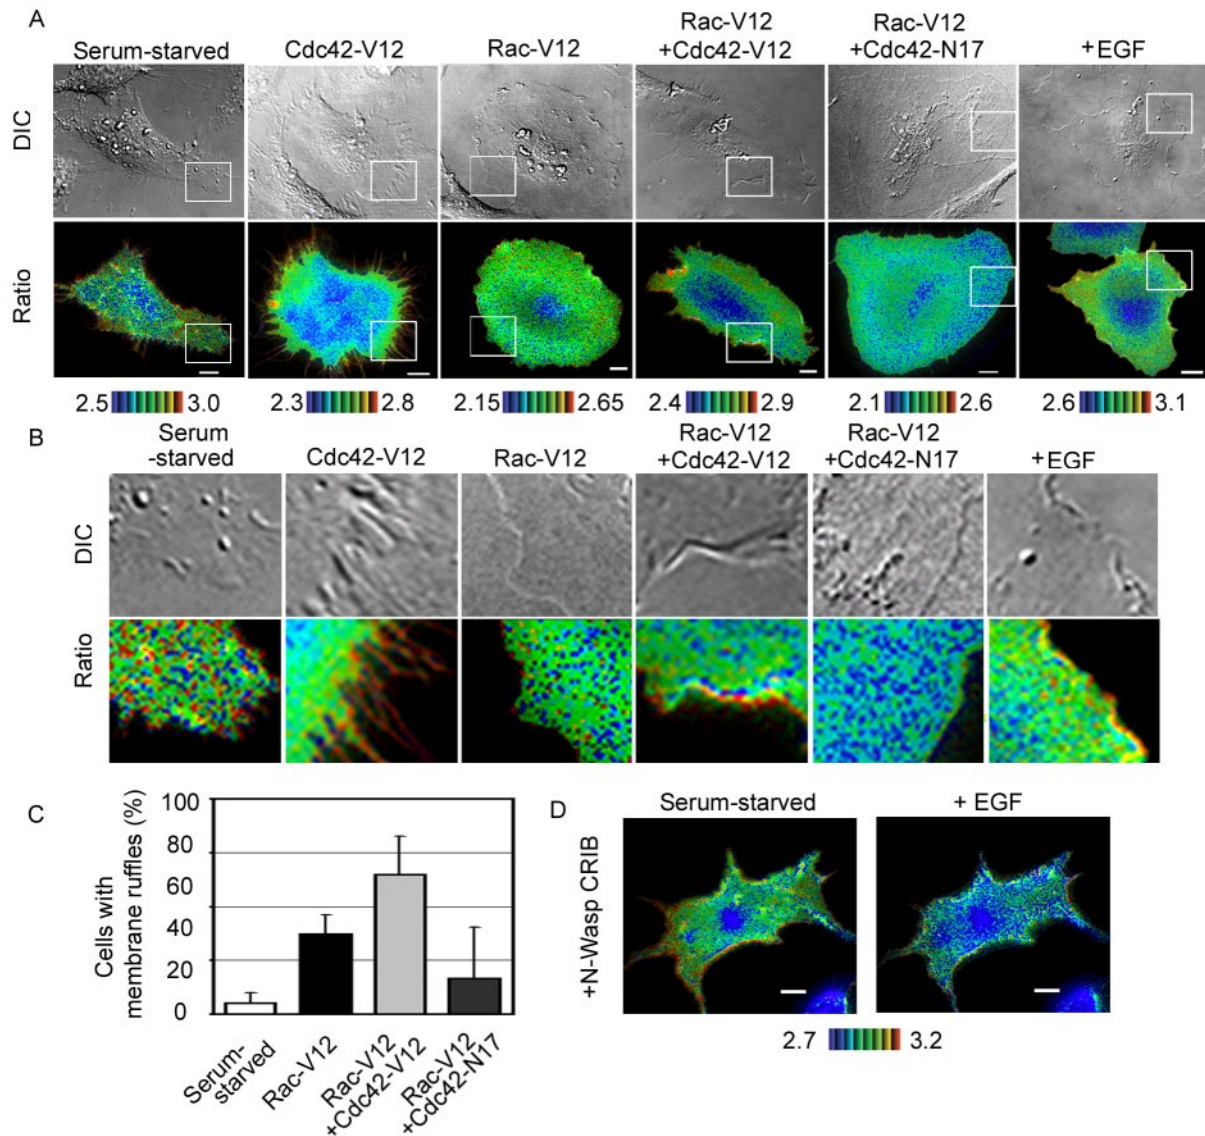 A
Serum-starved
Cdc42-V12
Rac-V12
Rac-V12
+Cdc42-V12
Rac-V12
+Cdc42-N17
+EGF
DIC
Ratio
2.5 3.0
2.3 2.8
2.15 2.65
2.4 2.9
2.1 2.6
2.6 3.1
B
Serum
-starved
Cdc42-V12
Rac-V12
Rac-V12
+Cdc42-V12
Rac-V12
+Cdc42-N17
+EGF
DIC
Ratio
C
Cells with
membrane ruffles (%)
100
80
60
40
20
0
Serum-
starved
Rac-V12
Rac-V12
+Cdc42-V12
Rac-V12
+Cdc42-N17
D
Serum-starved
+ EGF
+N-Wasp CRIB
2.7 3.2